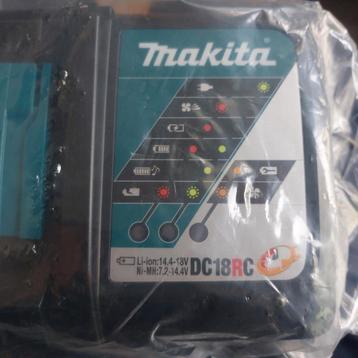 makita
Li-ion:14.4-18V
Ni-MH:7.2-14.4V
DC18RC